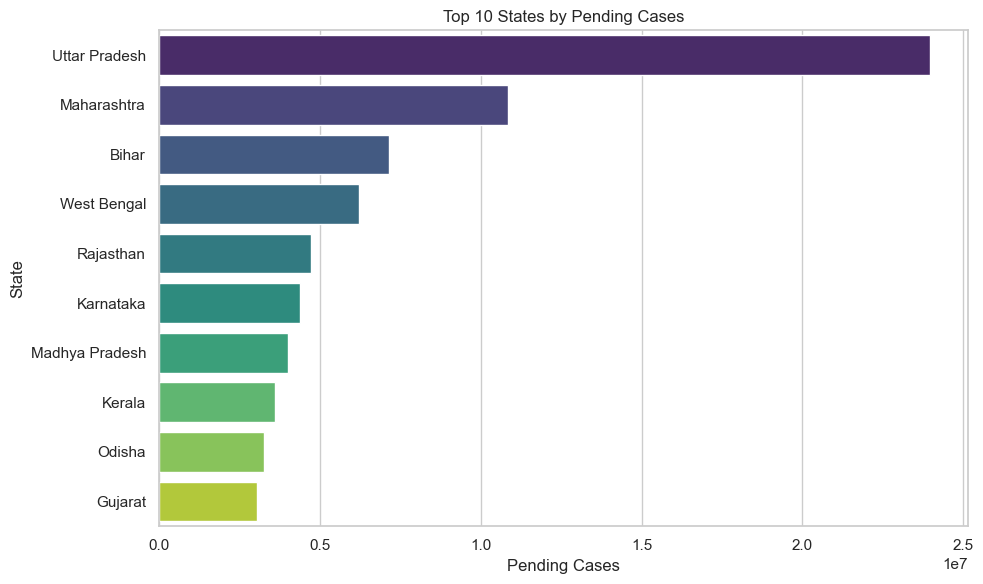 Top 10 States by Pending Cases
Uttar Pradesh
Maharashtra
Bihar
West Bengal
Rajasthan
Karnataka
Madhya Pradesh
Kerala
Odisha
Gujarat
State
0.0 0.5 1.0 1.5 2.0 2.5
1e7
Pending Cases